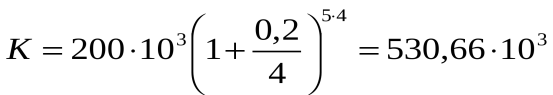 K = 200·10³(1 + 0,2/4)⁵·⁴ = 530,66·10³